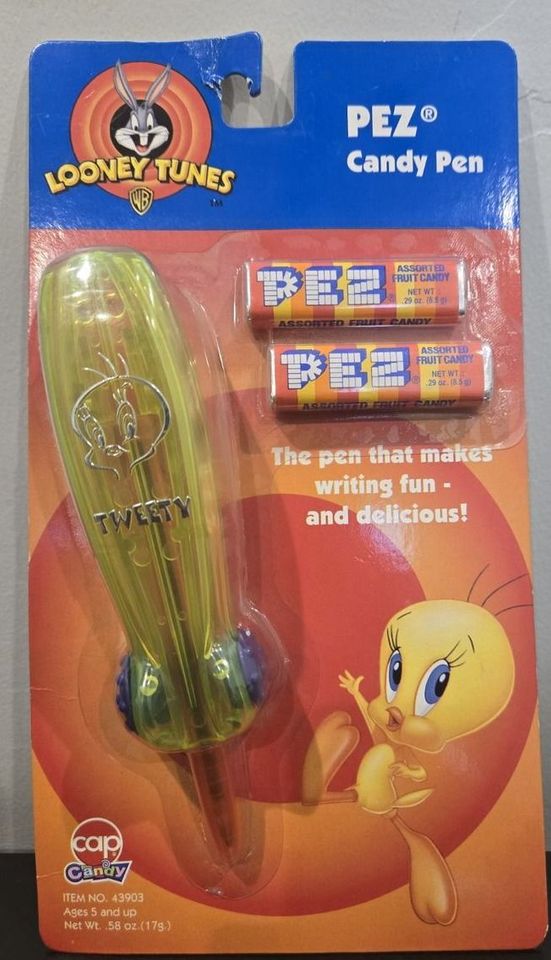 LOONEY TUNES
WB
TM
PEZ®
Candy Pen
PEZ®
ASSORTED
FRUIT CANDY
NET WT.
.29 oz. (8.5 g)
ASSORTED FRUIT CANDY
PEZ®
ASSORTED
FRUIT CANDY
NET WT.
.29 oz. (8.5 g)
ASSORTED FRUIT CANDY
The pen that makes
writing fun -
and delicious!
TWEETY
cap®
Candy
ITEM NO. 43903
Ages 5 and up
Net Wt. .58 oz.(17g.)